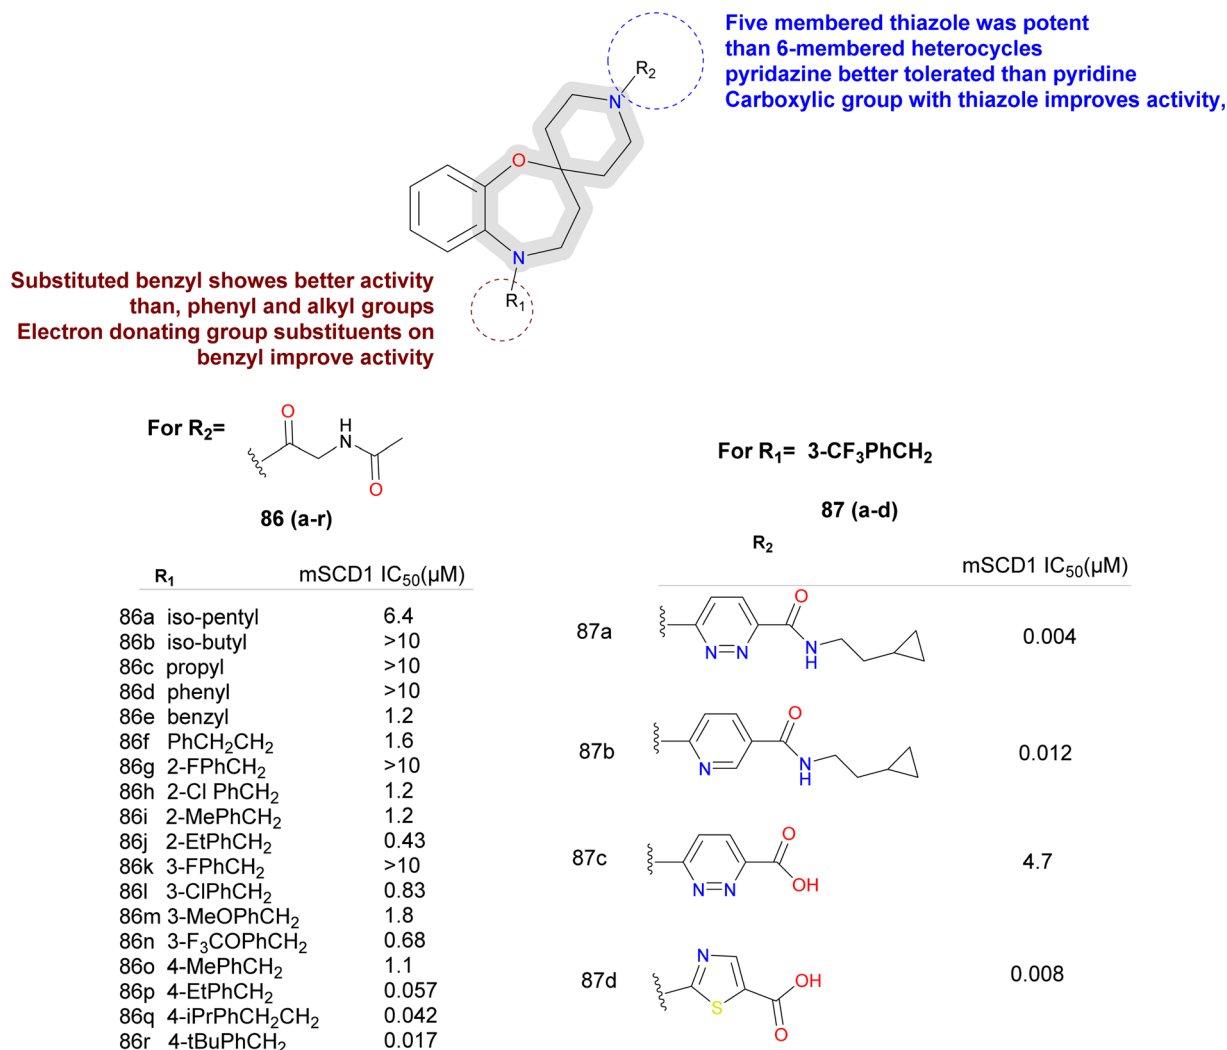 Five membered thiazole was potent
than 6-membered heterocycles
pyridazine better tolerated than pyridine
Carboxylic group with thiazole improves activity,
R2
N
O
N
R1
Substituted benzyl showes better activity
than, phenyl and alkyl groups
Electron donating group substituents on
benzyl improve activity
For R2=
O
H
N
O
86 (a-r)
R1 mSCD1 IC50(µM)
86a iso-pentyl 6.4
86b iso-butyl >10
86c propyl >10
86d phenyl >10
86e benzyl 1.2
86f PhCH2CH2 1.6
86g 2-FPhCH2 >10
86h 2-Cl PhCH2 1.2
86i 2-MePhCH2 1.2
86j 2-EtPhCH2 0.43
86k 3-FPhCH2 >10
86l 3-ClPhCH2 0.83
86m 3-MeOPhCH2 1.8
86n 3-F3COPhCH2 0.68
86o 4-MePhCH2 1.1
86p 4-EtPhCH2 0.057
86q 4-iPrPhCH2CH2 0.042
86r 4-tBuPhCH2 0.017
For R1= 3-CF3PhCH2
87 (a-d)
R2 mSCD1 IC50(µM)
O
87a 0.004
N=N N
H
O
87b 0.012
N N
H
O
87c 4.7
N=N OH
N
OH
87d 0.008
S
O